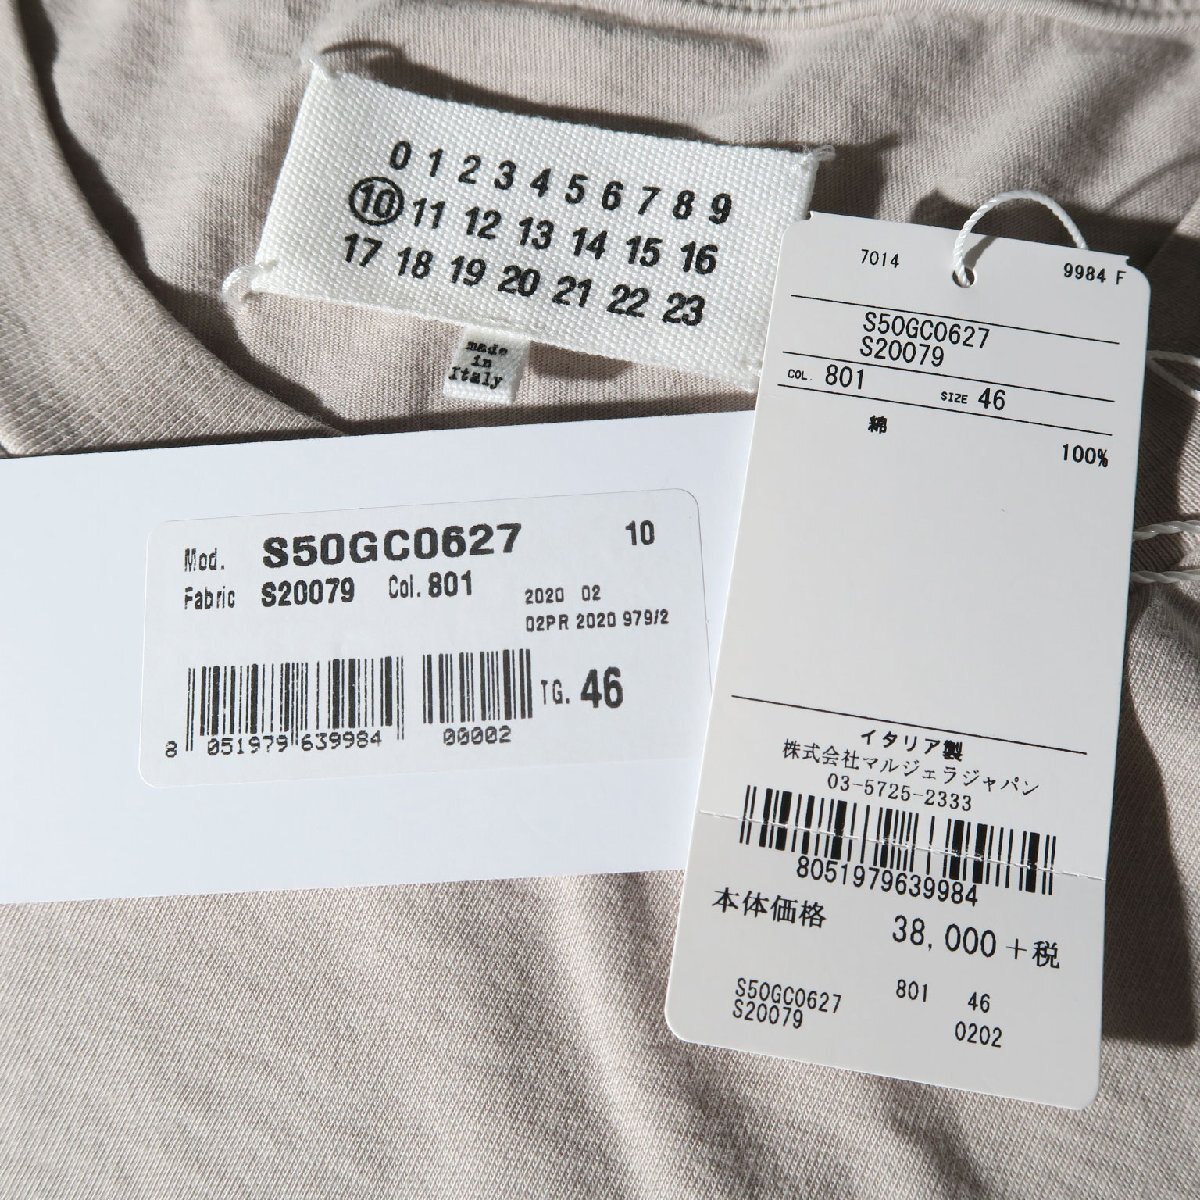 0 1 2 3 4 5 6 7 8 9
10 11 12 13 14 15 16
17 18 19 20 21 22 23
made
in
Italy
Mod. S50GC0627 10
Fabric S20079 Col. 801
2020 02
02PR 2020 979/2
TG. 46
8 051979 639984 00002
7014 9984 F
S50GC0627
S20079
COL. 801 SIZE 46
綿 100%
イタリア製
株式会社マルジェラジャパン
03-5725-2333
8051979639984
本体価格 38,000+税
S50GC0627 801 46
S20079 0202